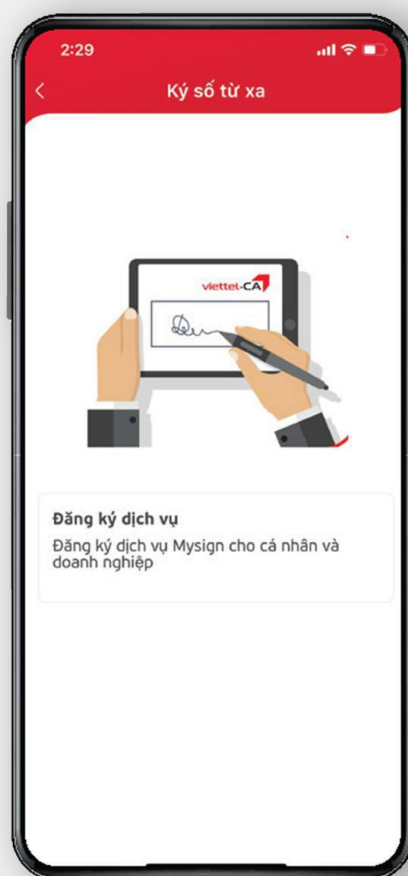 2:29
Ký số từ xa
viettel-CA
Đăng ký dịch vụ
Đăng ký dịch vụ Mysign cho cá nhân và
doanh nghiệp